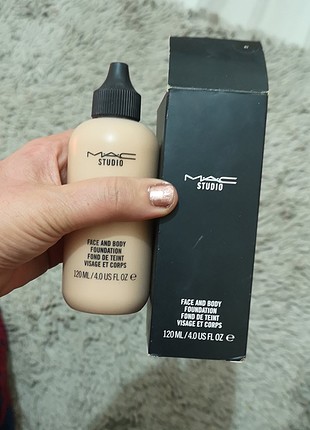 MAC
STUDIO
FACE AND BODY
FOUNDATION
FOND DE TEINT
VISAGE ET CORPS
120 ML / 4.0 US FL OZ ℮
MAC
STUDIO
FACE AND BODY
FOUNDATION
FOND DE TEINT
VISAGE ET CORPS
120 ML / 4.0 US FL OZ ℮